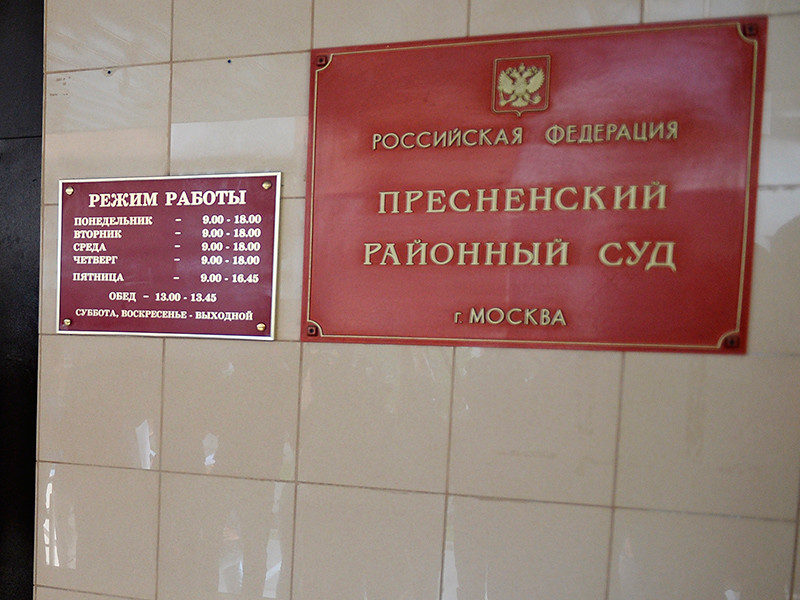 РЕЖИМ РАБОТЫ
ПОНЕДЕЛЬНИК - 9.00 - 18.00
ВТОРНИК - 9.00 - 18.00
СРЕДА - 9.00 - 18.00
ЧЕТВЕРГ - 9.00 - 18.00
ПЯТНИЦА - 9.00 - 16.45
ОБЕД - 13.00 - 13.45
СУББОТА, ВОСКРЕСЕНЬЕ - ВЫХОДНОЙ
РОССИЙСКАЯ ФЕДЕРАЦИЯ
ПРЕСНЕНСКИЙ
РАЙОННЫЙ СУД
г. МОСКВА